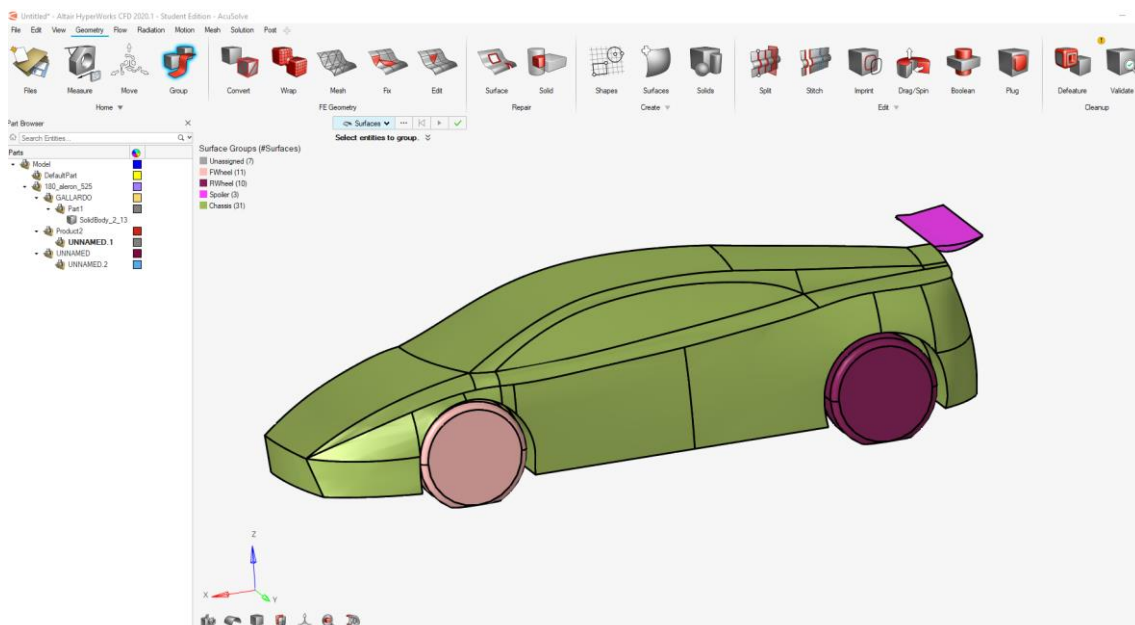 Untitled* - Altair HyperWorks CFD 2020.1 - Student Edition - AcuSolve
File Edit View Geometry Flow Radiation Motion Mesh Solution Post
Files Measure Move Group Convert Wrap Mesh Fix Edit Surface Solid Shapes Surfaces Solids Split Stitch Imprint Drag/Spin Boolean Plug Defeature Validate
Home FE Geometry Repair Create Edit Cleanup
Part Browser
Surfaces
Search Entities...
Select entities to group.
Parts
Surface Groups (#Surfaces)
Model
Unassigned (7)
DefaultPart
FWheel (11)
180_aleron_525
RWheel (10)
GALLARDO
Spoiler (3)
Part1
Chassis (31)
SolidBody_2_13
Product2
UNNAMED.1
UNNAMED
UNNAMED.2
Z
X
Y